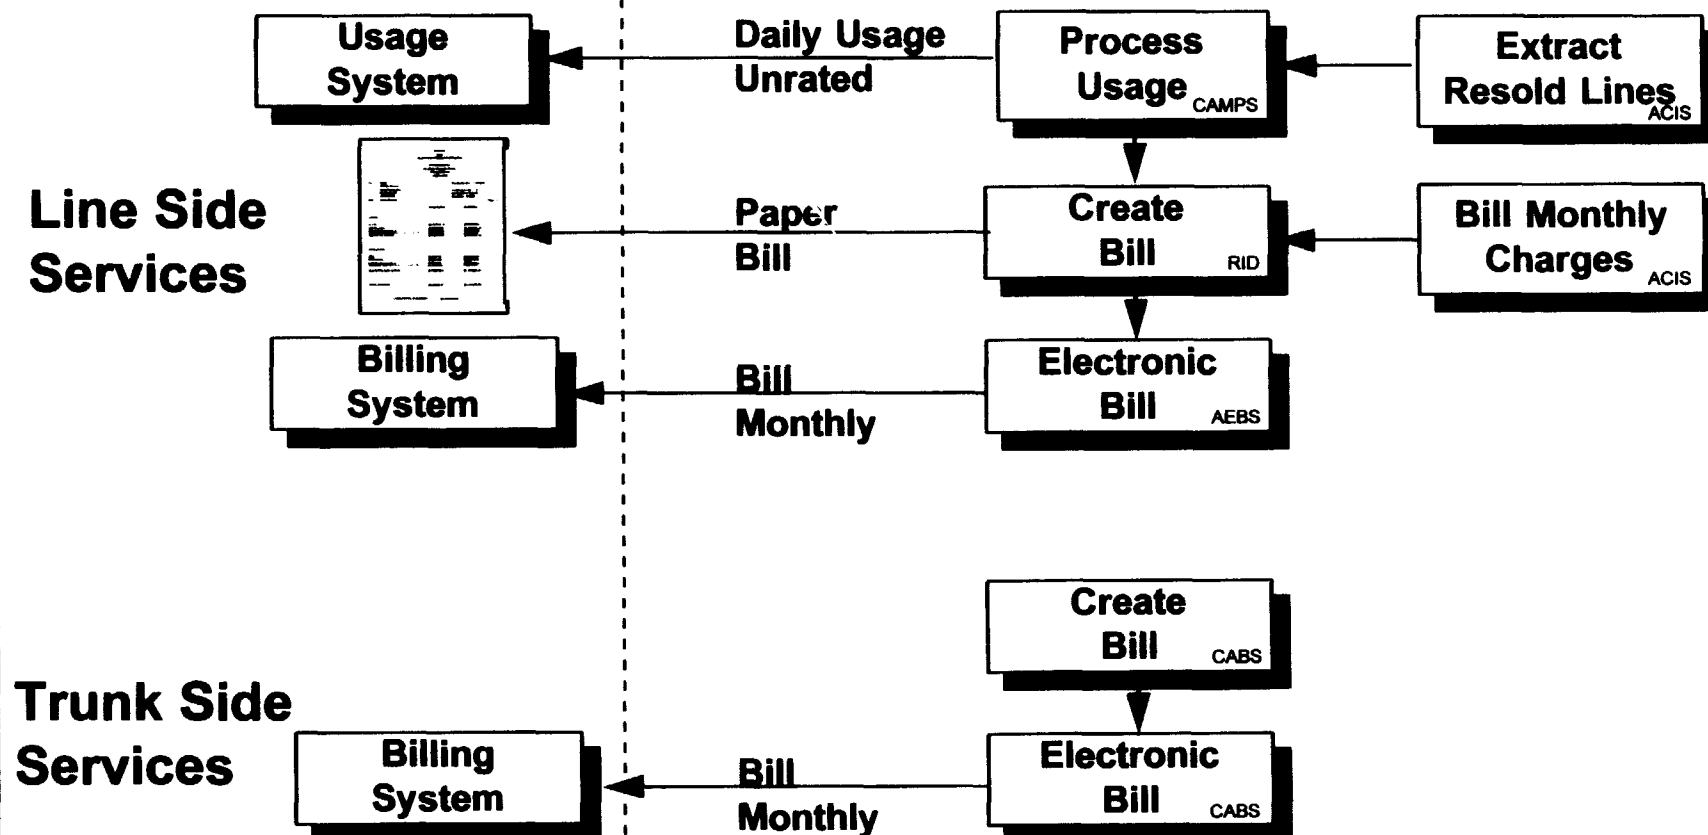 Usage
System
Daily Usage
Unrated
Process
Usage
CAMPS
Extract
Resold Lines
ACIS
Line Side
Services
Paper
Bill
Create
Bill
RID
Bill Monthly
Charges
ACIS
Billing
System
Bill
Monthly
Electronic
Bill
AEBS
Create
Bill
CABS
Trunk Side
Services
Billing
System
Bill
Monthly
Electronic
Bill
CABS